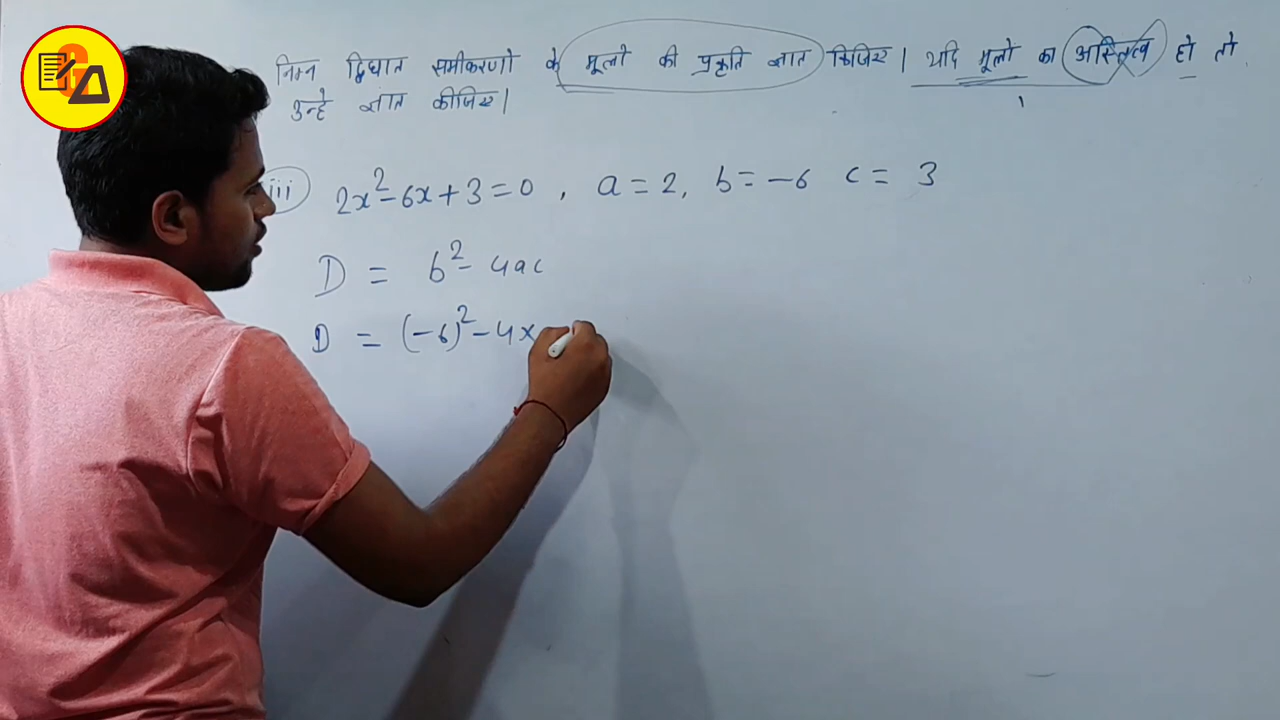 निम्न द्विघात समीकरणो के मूलो की प्रकृति ज्ञात किजिए। यदि मूलो का अस्तित्व हो तो
उन्हे ज्ञात कीजिए।
iii 2x²-6x+3=0 , a=2, b=-6 c= 3
D = b²-4ac
D = (-6)²-4x